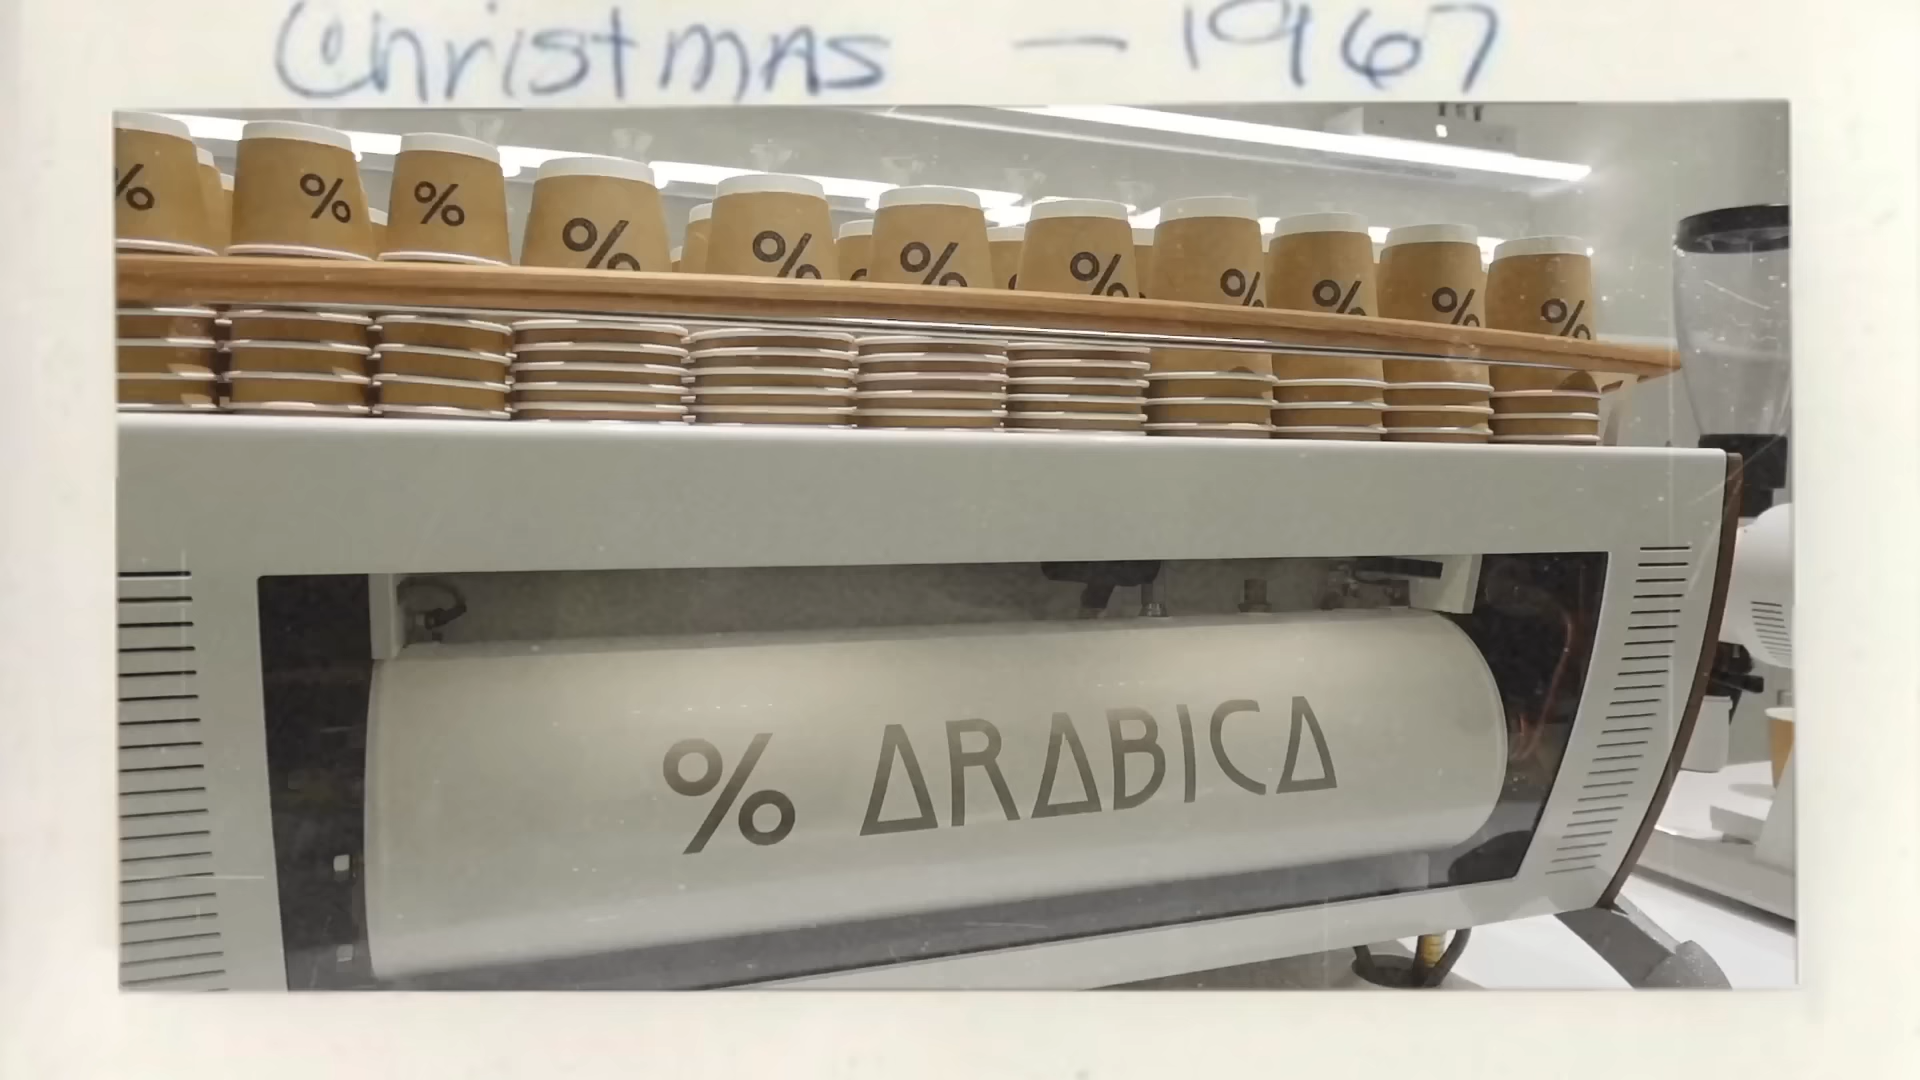 Christmas — 1967
% % % % % % % % % % %
% ARABICA